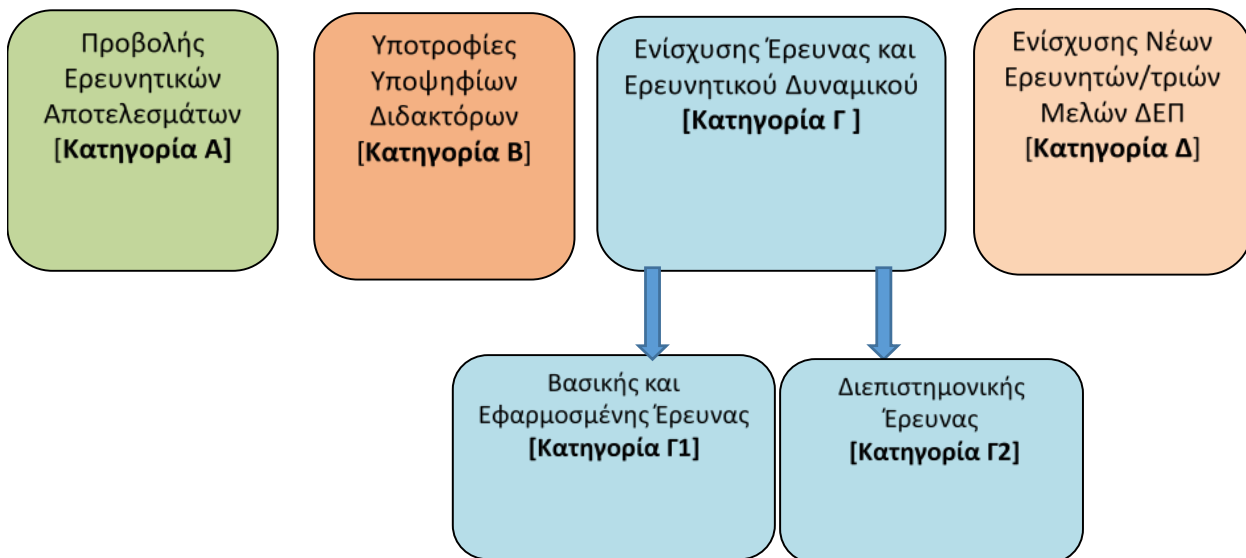 Προβολής
Ερευνητικών
Αποτελεσμάτων
[Κατηγορία Α]
Υποτροφίες
Υποψηφίων
Διδακτόρων
[Κατηγορία Β]
Ενίσχυσης Έρευνας και
Ερευνητικού Δυναμικού
[Κατηγορία Γ ]
Ενίσχυσης Νέων
Ερευνητών/τριών
Μελών ΔΕΠ
[Κατηγορία Δ]
Βασικής και
Εφαρμοσμένης Έρευνας
[Κατηγορία Γ1]
Διεπιστημονικής
Έρευνας
[Κατηγορία Γ2]